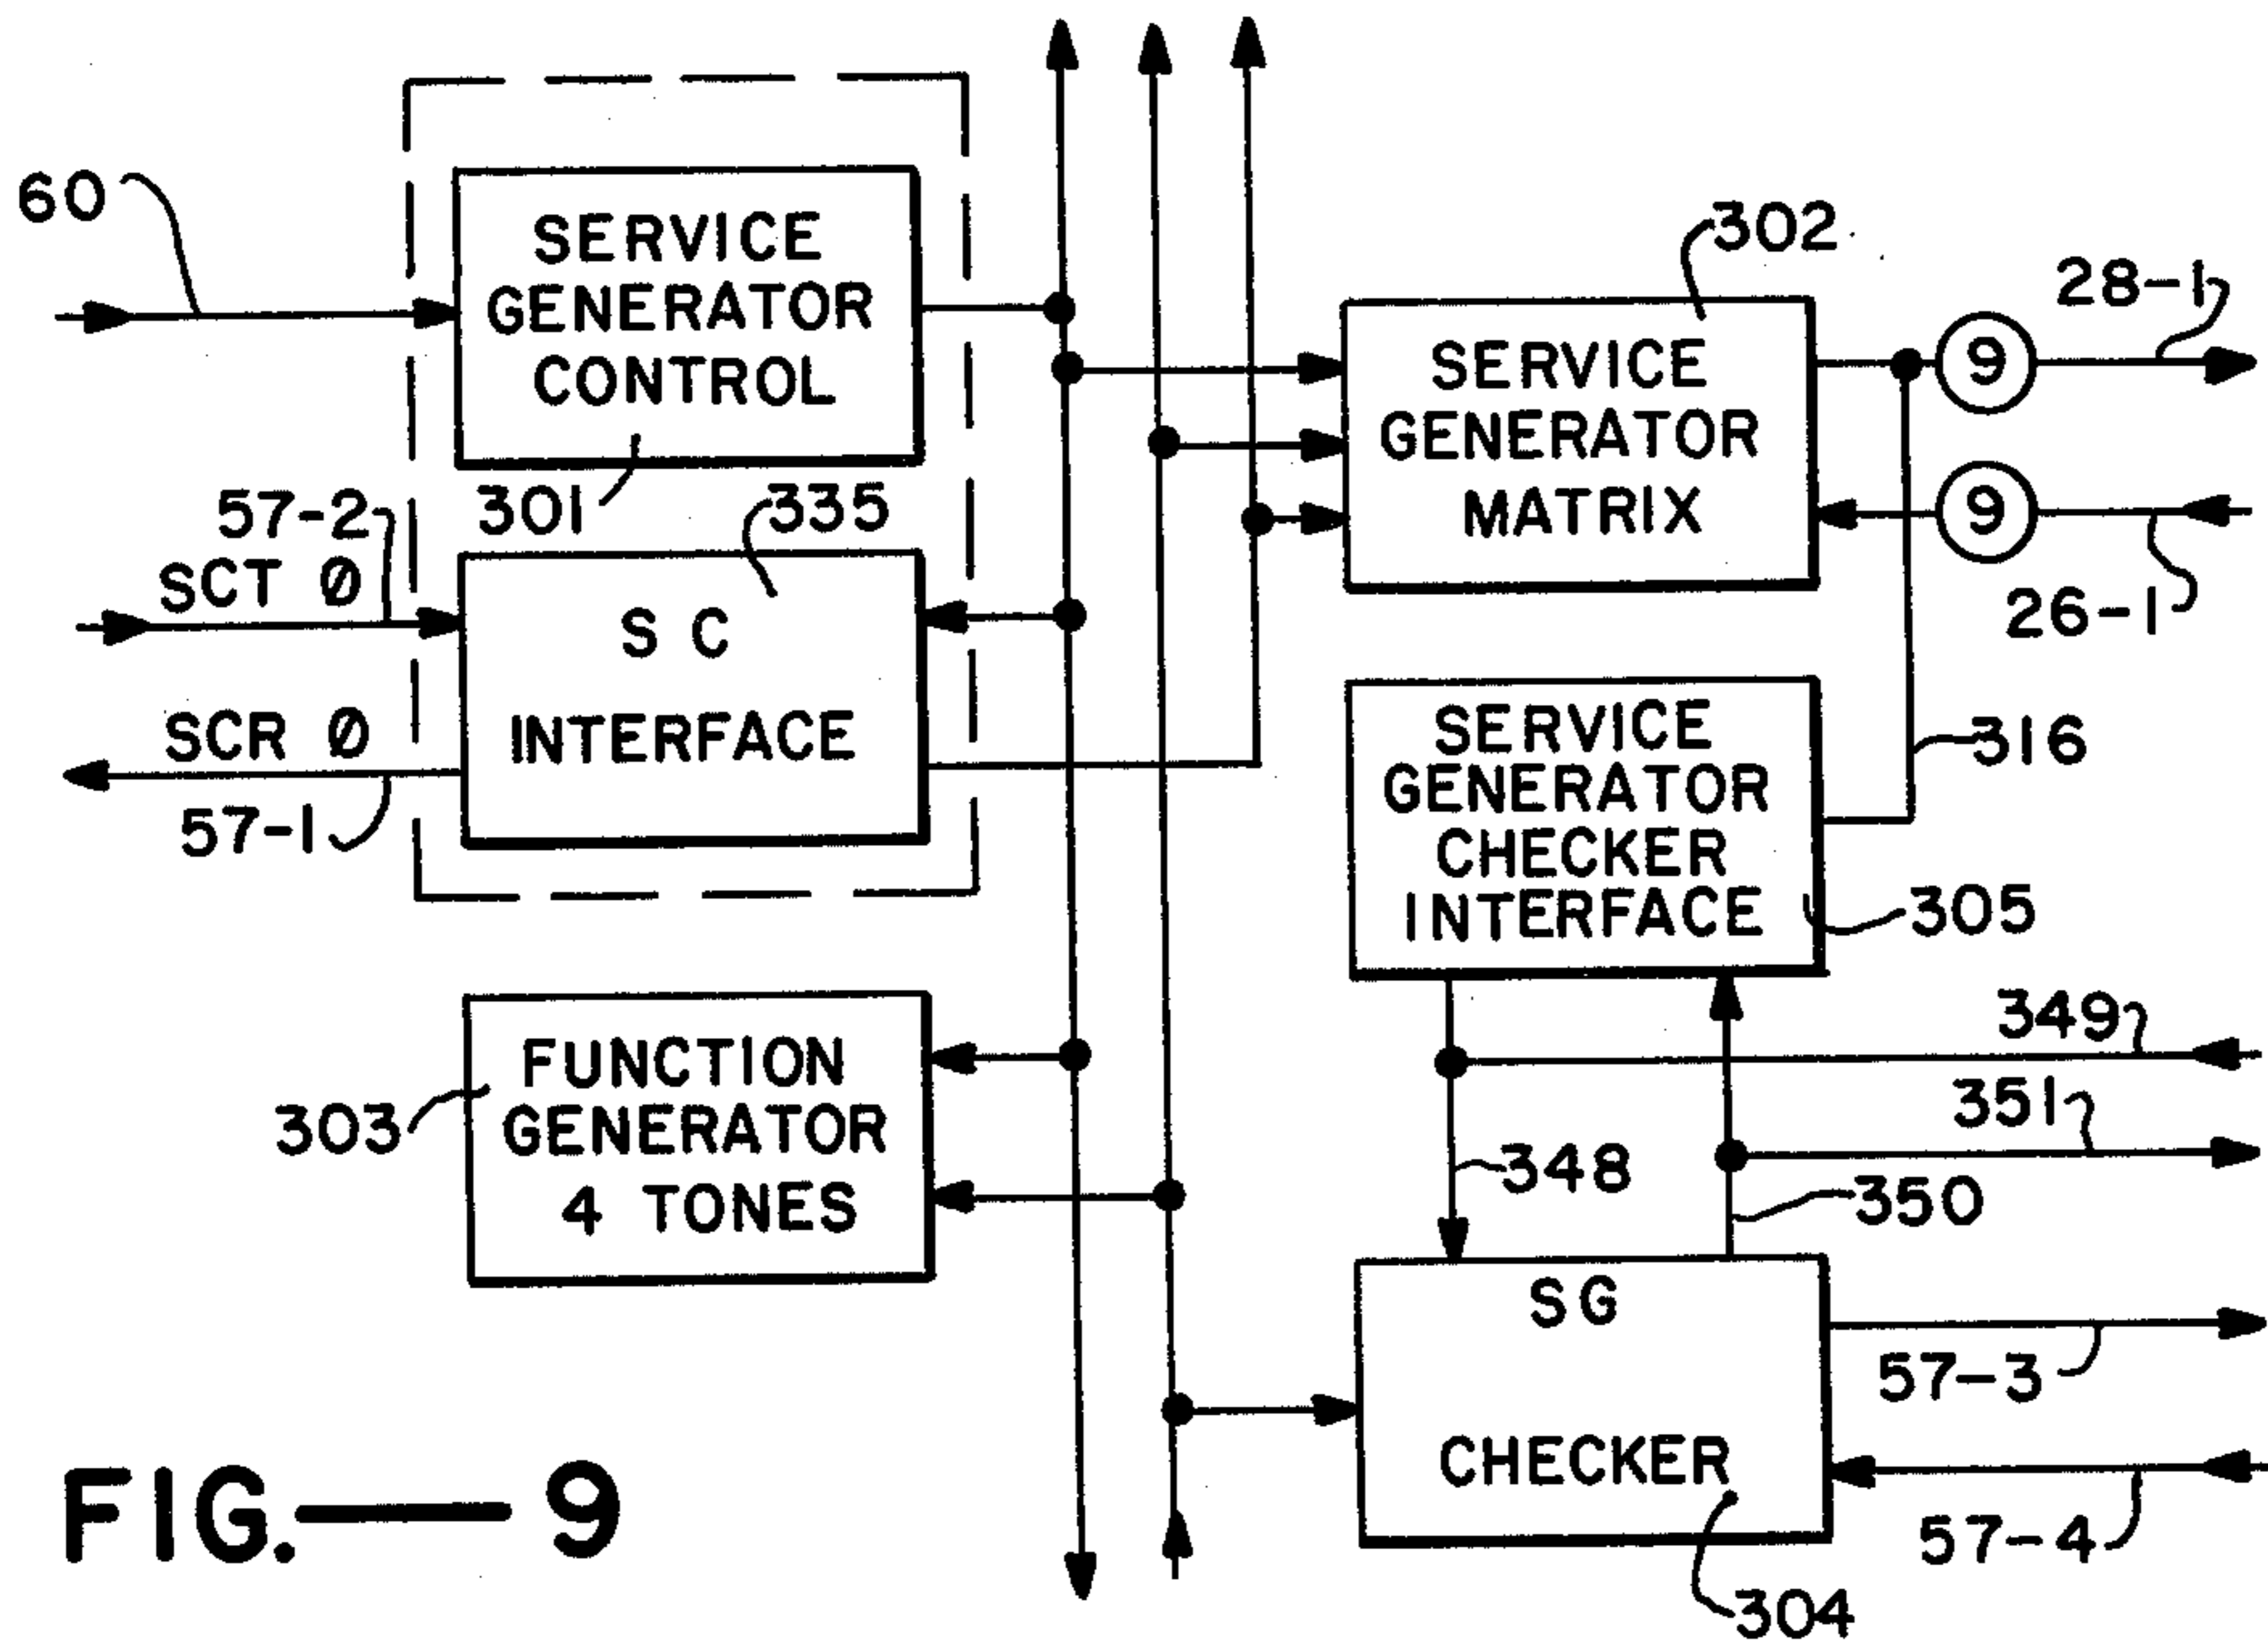 60
SERVICE
GENERATOR
CONTROL
301
335
57-2
SCT 0
S C
INTERFACE
SCR 0
57-1
FUNCTION
GENERATOR
4 TONES
303
302
SERVICE
GENERATOR
MATRIX
28-1
9
9
26-1
SERVICE
GENERATOR
CHECKER
INTERFACE
316
305
349
351
348
350
SG
CHECKER
57-3
57-4
304
FIG.—9